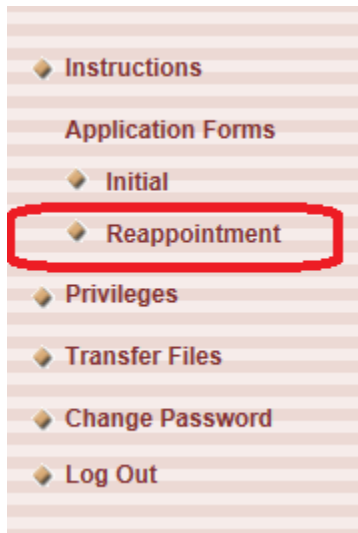 Instructions
Application Forms
Initial
Reappointment
Privileges
Transfer Files
Change Password
Log Out